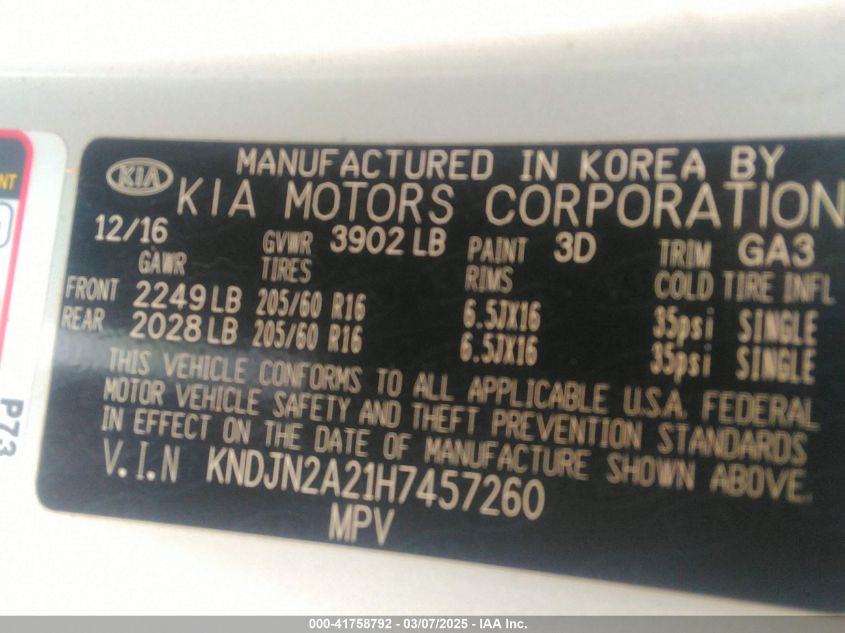 KIA
MANUFACTURED IN KOREA BY
KIA MOTORS CORPORATION
12/16 GVWR 3902 LB PAINT 3D TRIM GA3
GAWR TIRES RIMS COLD TIRE INFL
FRONT 2249 LB 205/60 R16 6.5JX16 35psi SINGLE
REAR 2028 LB 205/60 R16 6.5JX16 35psi SINGLE
THIS VEHICLE CONFORMS TO ALL APPLICABLE U.S.A. FEDERAL
MOTOR VEHICLE SAFETY AND THEFT PREVENTION STANDARDS
IN EFFECT ON THE DATE OF MANUFACTURE SHOWN ABOVE.
V.I.N KNDJN2A21H7457260
MPV
P73
000-41758792 - 03/07/2025 - IAA Inc.